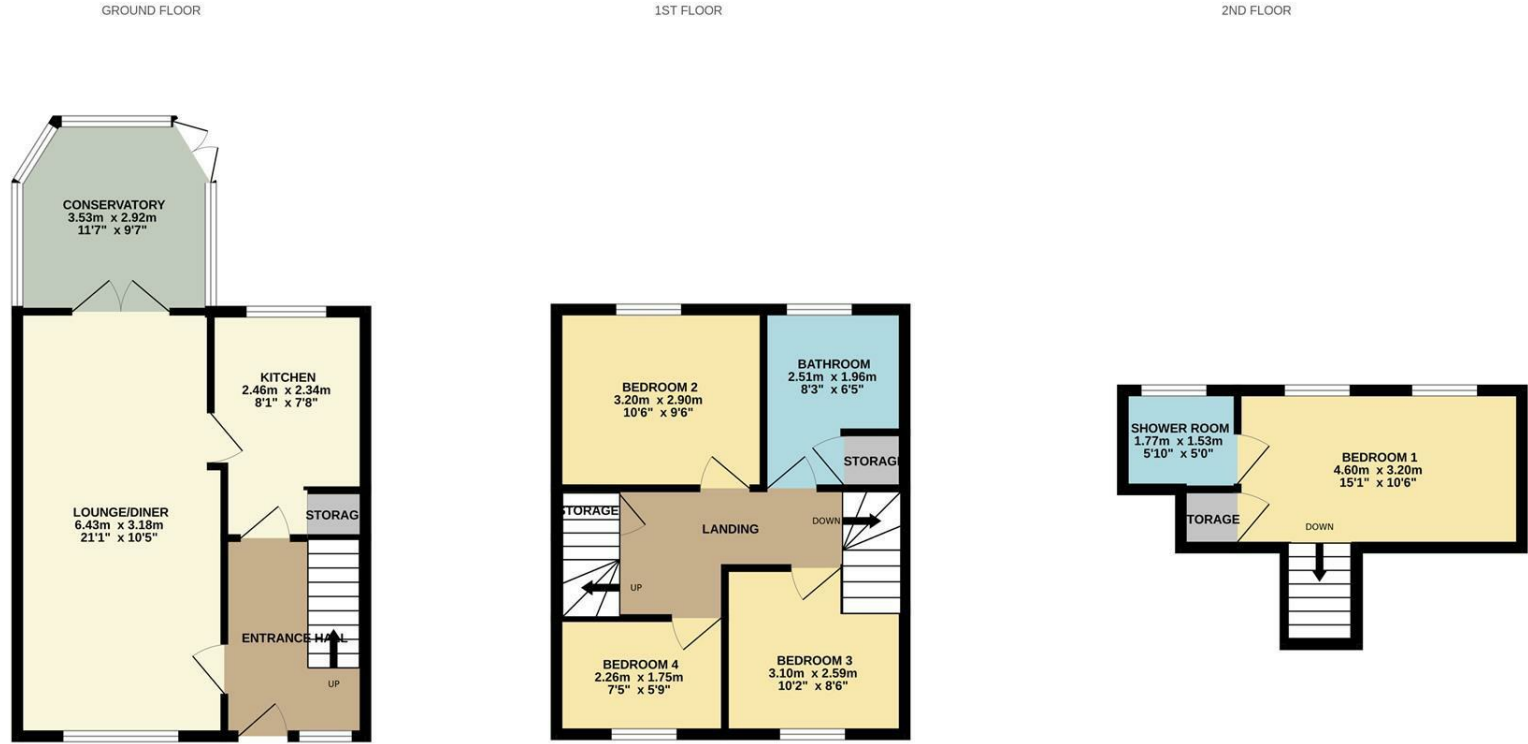 GROUND FLOOR
1ST FLOOR
2ND FLOOR
CONSERVATORY
3.53m x 2.92m
11'7" x 9'7"
KITCHEN
2.46m x 2.34m
8'1" x 7'8"
STORAG
LOUNGE/DINER
6.43m x 3.18m
21'1" x 10'5"
ENTRANCE HALL
UP
BEDROOM 2
3.20m x 2.90m
10'6" x 9'6"
BATHROOM
2.51m x 1.96m
8'3" x 6'5"
STORAG
STORAGE
LANDING
DOWN
UP
BEDROOM 4
2.26m x 1.75m
7'5" x 5'9"
BEDROOM 3
3.10m x 2.59m
10'2" x 8'6"
SHOWER ROOM
1.77m x 1.53m
5'10" x 5'0"
BEDROOM 1
4.60m x 3.20m
15'1" x 10'6"
TORAGE
DOWN